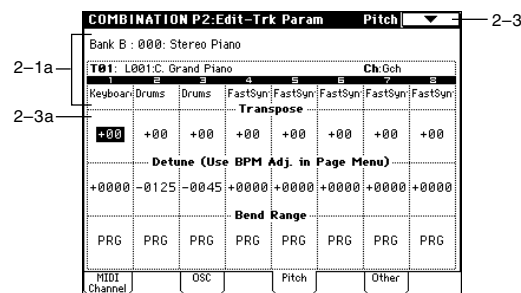 COMBINATION P2:Edit-Trk Param Pitch
2–3
Bank B : 000: Stereo Piano
2–1a
T01: L001:C. Grand Piano Ch:Gch
1 2 3 4 5 6 7 8
Keyboar Drums Drums FastSyn FastSyn FastSyn FastSyn FastSyn
Transpose
2–3a
+00 +00 +00 +00 +00 +00 +00 +00
Detune (Use BPM Adj. in Page Menu)
+0000 -0125 -0045 +0000 +0000 +0000 +0000 +0000
Bend Range
PRG PRG PRG PRG PRG PRG PRG PRG
MIDI Channel OSC Pitch Other